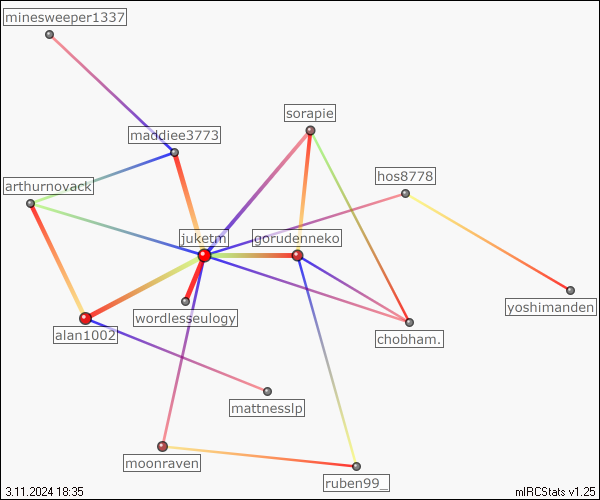 minesweeper1337
sorapie
maddiee3773
hos8778
arthurnovack
juketm
gorudenneko
yoshimanden
wordlesseulogy
alan1002
chobham.
mattnesslp
moonraven
ruben99_
3.11.2024 18:35
mIRCStats v1.25